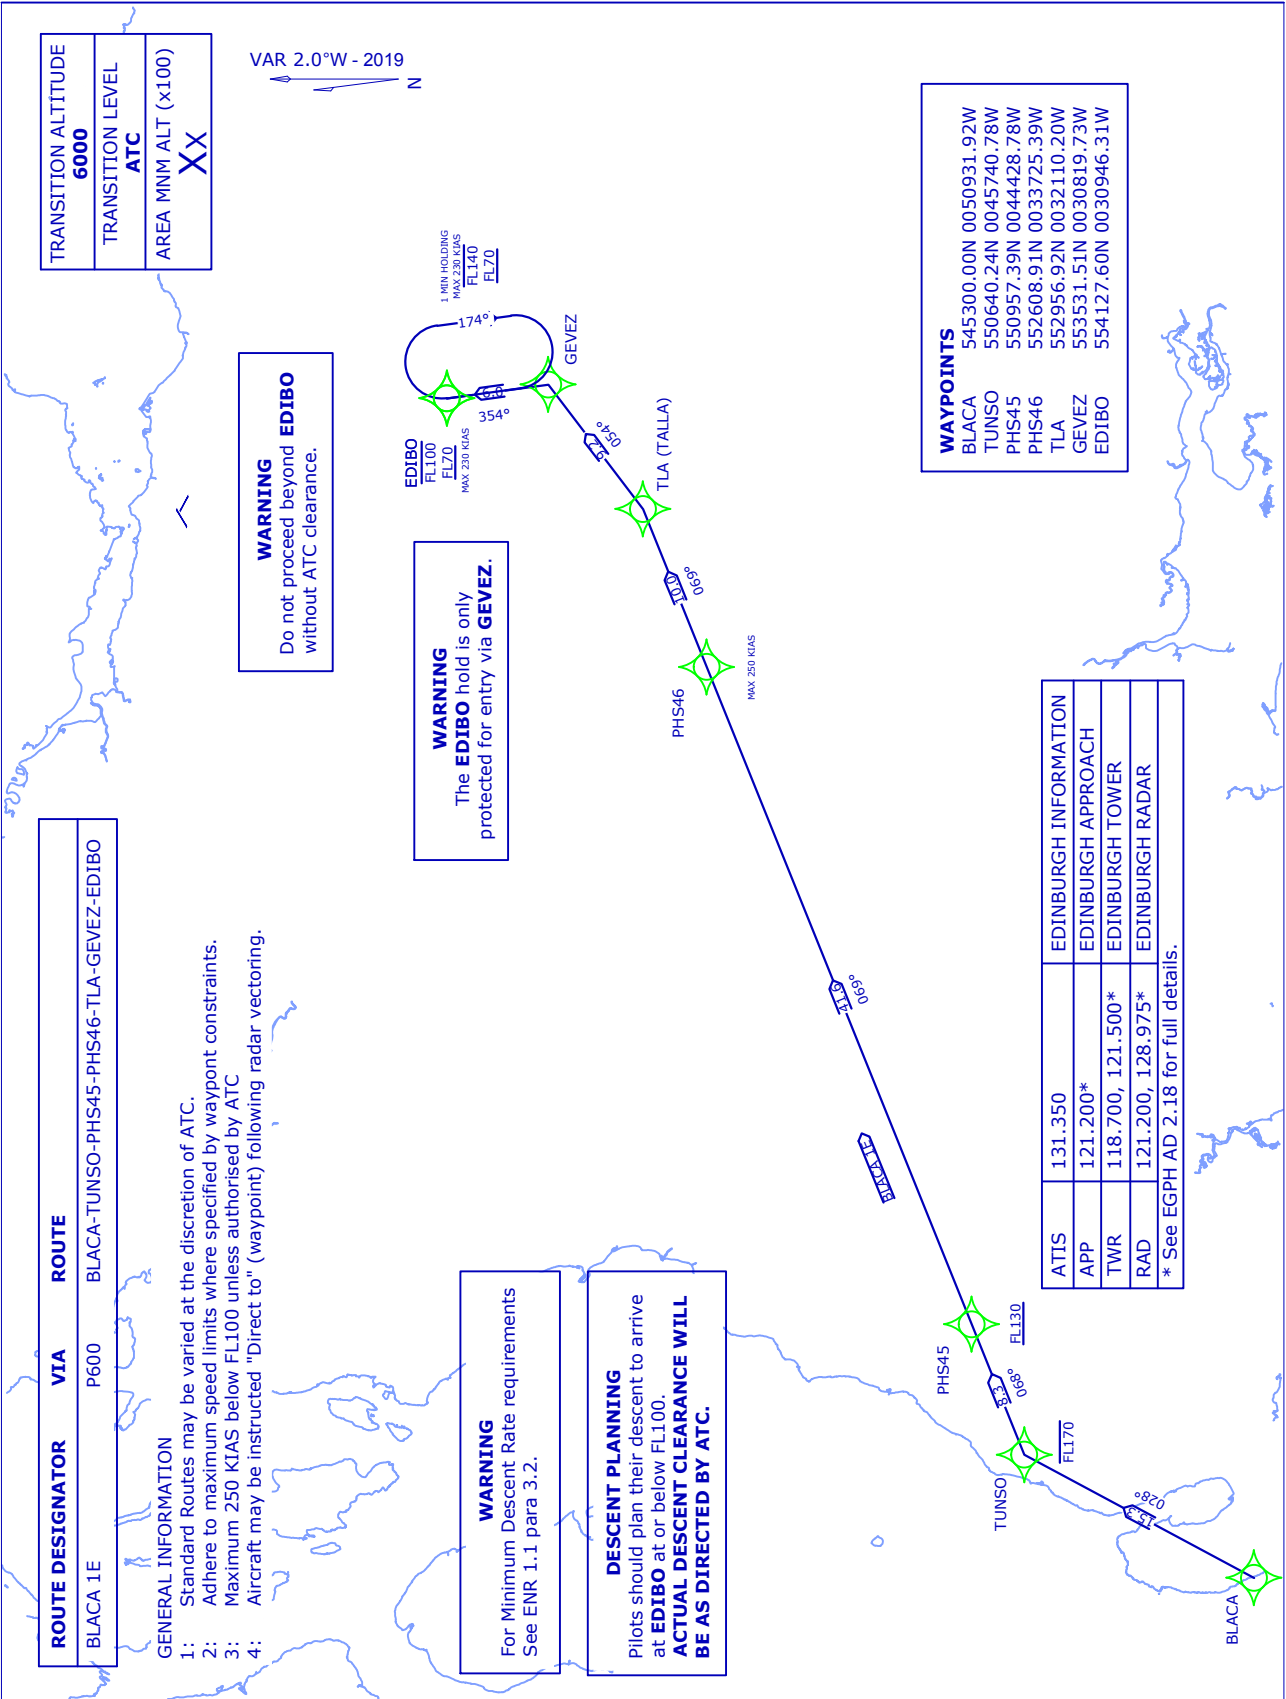 ROUTE DESIGNATOR VIA ROUTE
BLACA 1E P600 BLACA-TUNSO-PHS45-PHS46-TLA-GEVEZ-EDIBO
GENERAL INFORMATION
1: Standard Routes may be varied at the discretion of ATC.
2: Adhere to maximum speed limits where specified by waypont constraints.
3: Maximum 250 KIAS below FL100 unless authorised by ATC
4: Aircraft may be instructed "Direct to" (waypoint) following radar vectoring.
TRANSITION ALTITUDE
6000
TRANSITION LEVEL
ATC
AREA MNM ALT (x100)
XX
VAR 2.0°W - 2019
N
WARNING
Do not proceed beyond EDIBO
without ATC clearance.
WARNING
The EDIBO hold is only
protected for entry via GEVEZ.
WARNING
For Minimum Descent Rate requirements
See ENR 1.1 para 3.2.
DESCENT PLANNING
Pilots should plan their descent to arrive
at EDIBO at or below FL100.
ACTUAL DESCENT CLEARANCE WILL
BE AS DIRECTED BY ATC.
1 MIN HOLDING
MAX 230 KIAS
FL140
FL70
174°
EDIBO
FL100
FL70
MAX 230 KIAS
6.0
354°
GEVEZ
9.2
054°
TLA (TALLA)
10.0
069°
PHS46
MAX 250 KIAS
41.6
069°
BLACA 1E
PHS45
FL130
8.3
068°
TUNSO
FL170
15.3
028°
BLACA
ATIS 131.350 EDINBURGH INFORMATION
APP 121.200* EDINBURGH APPROACH
TWR 118.700, 121.500* EDINBURGH TOWER
RAD 121.200, 128.975* EDINBURGH RADAR
* See EGPH AD 2.18 for full details.
WAYPOINTS
BLACA 545300.00N 0050931.92W
TUNSO 550640.24N 0045740.78W
PHS45 550957.39N 0044428.78W
PHS46 552608.91N 0033725.39W
TLA 552956.92N 0032110.20W
GEVEZ 553531.51N 0030819.73W
EDIBO 554127.60N 0030946.31W